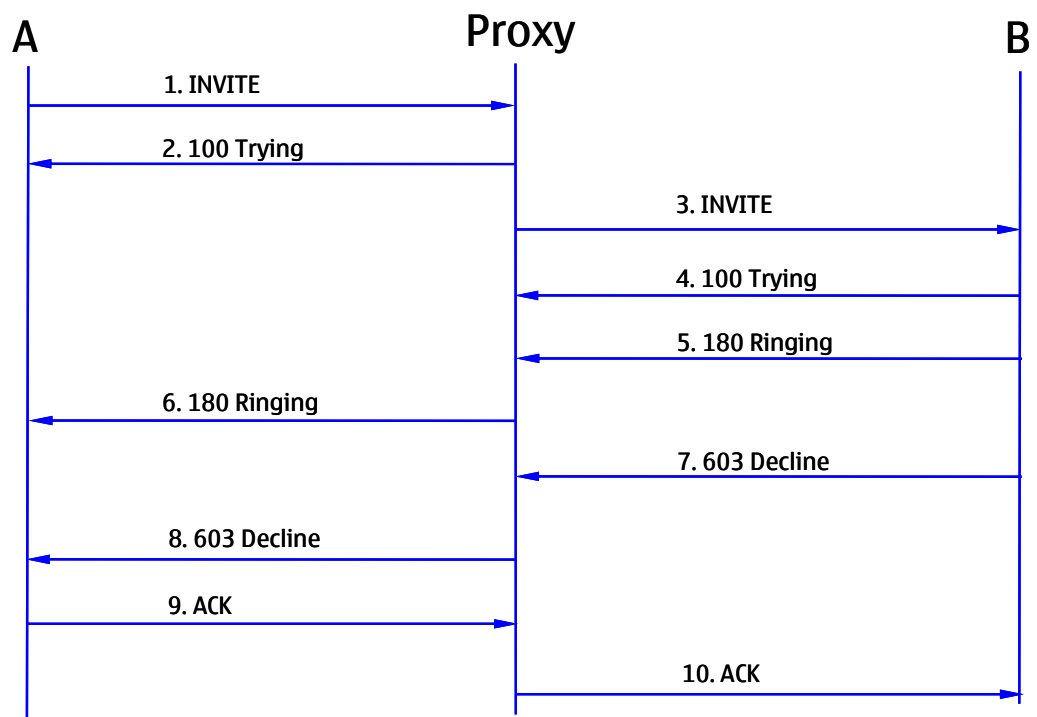 A
Proxy
B
1. INVITE
2. 100 Trying
3. INVITE
4. 100 Trying
5. 180 Ringing
6. 180 Ringing
7. 603 Decline
8. 603 Decline
9. ACK
10. ACK